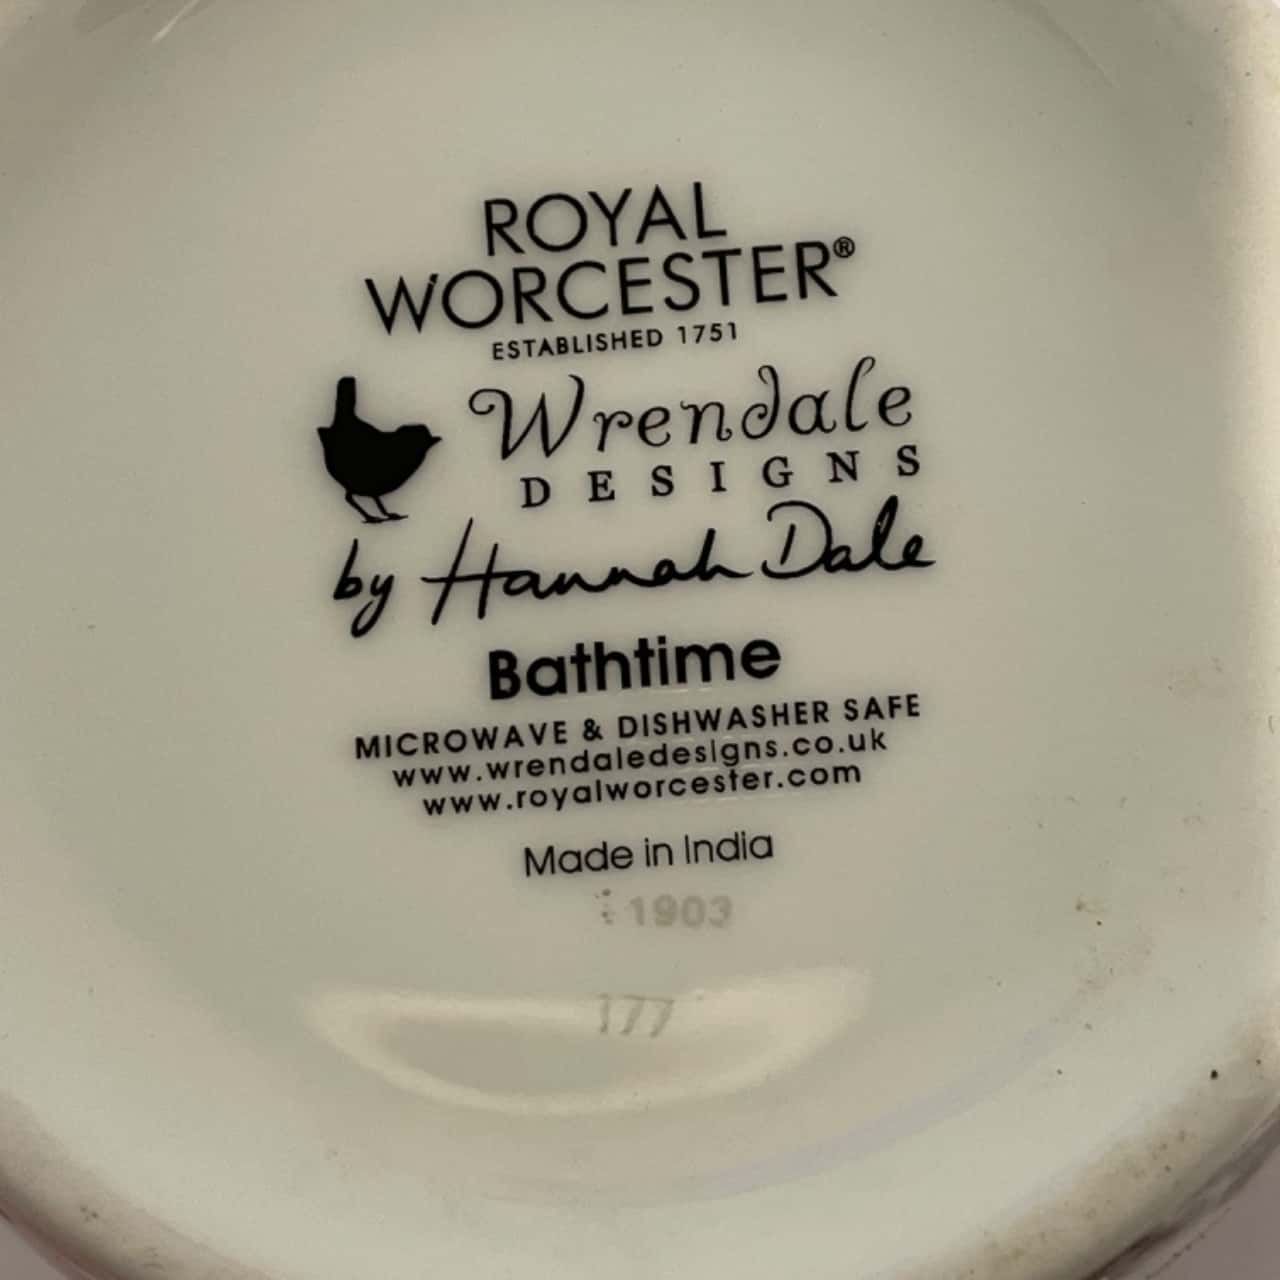 ROYAL
WORCESTER®
ESTABLISHED 1751
Wrendale
DESIGNS
by Hannah Dale
Bathtime
MICROWAVE & DISHWASHER SAFE
www.wrendaledesigns.co.uk
www.royalworcester.com
Made in India
1903
177